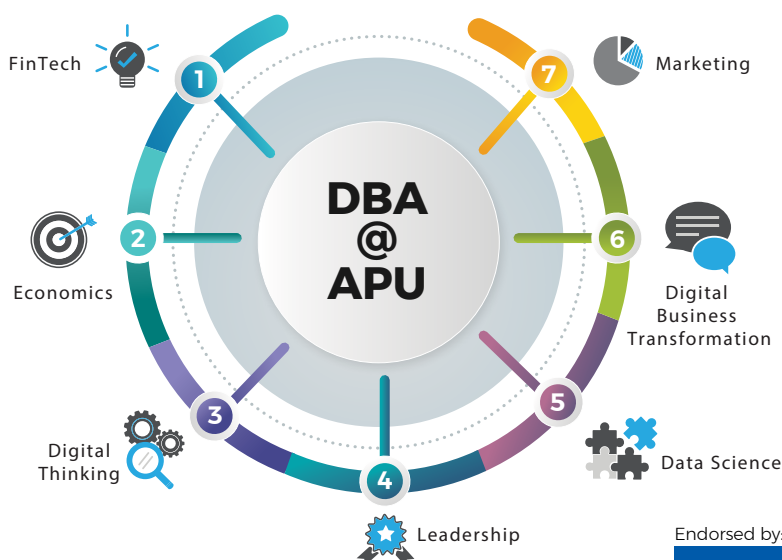 FinTech
1
7
Marketing
DBA
@
APU
2
Economics
6
Digital
Business
Transformation
3
Digital
Thinking
5
Data Science
4
Leadership
Endorsed by: